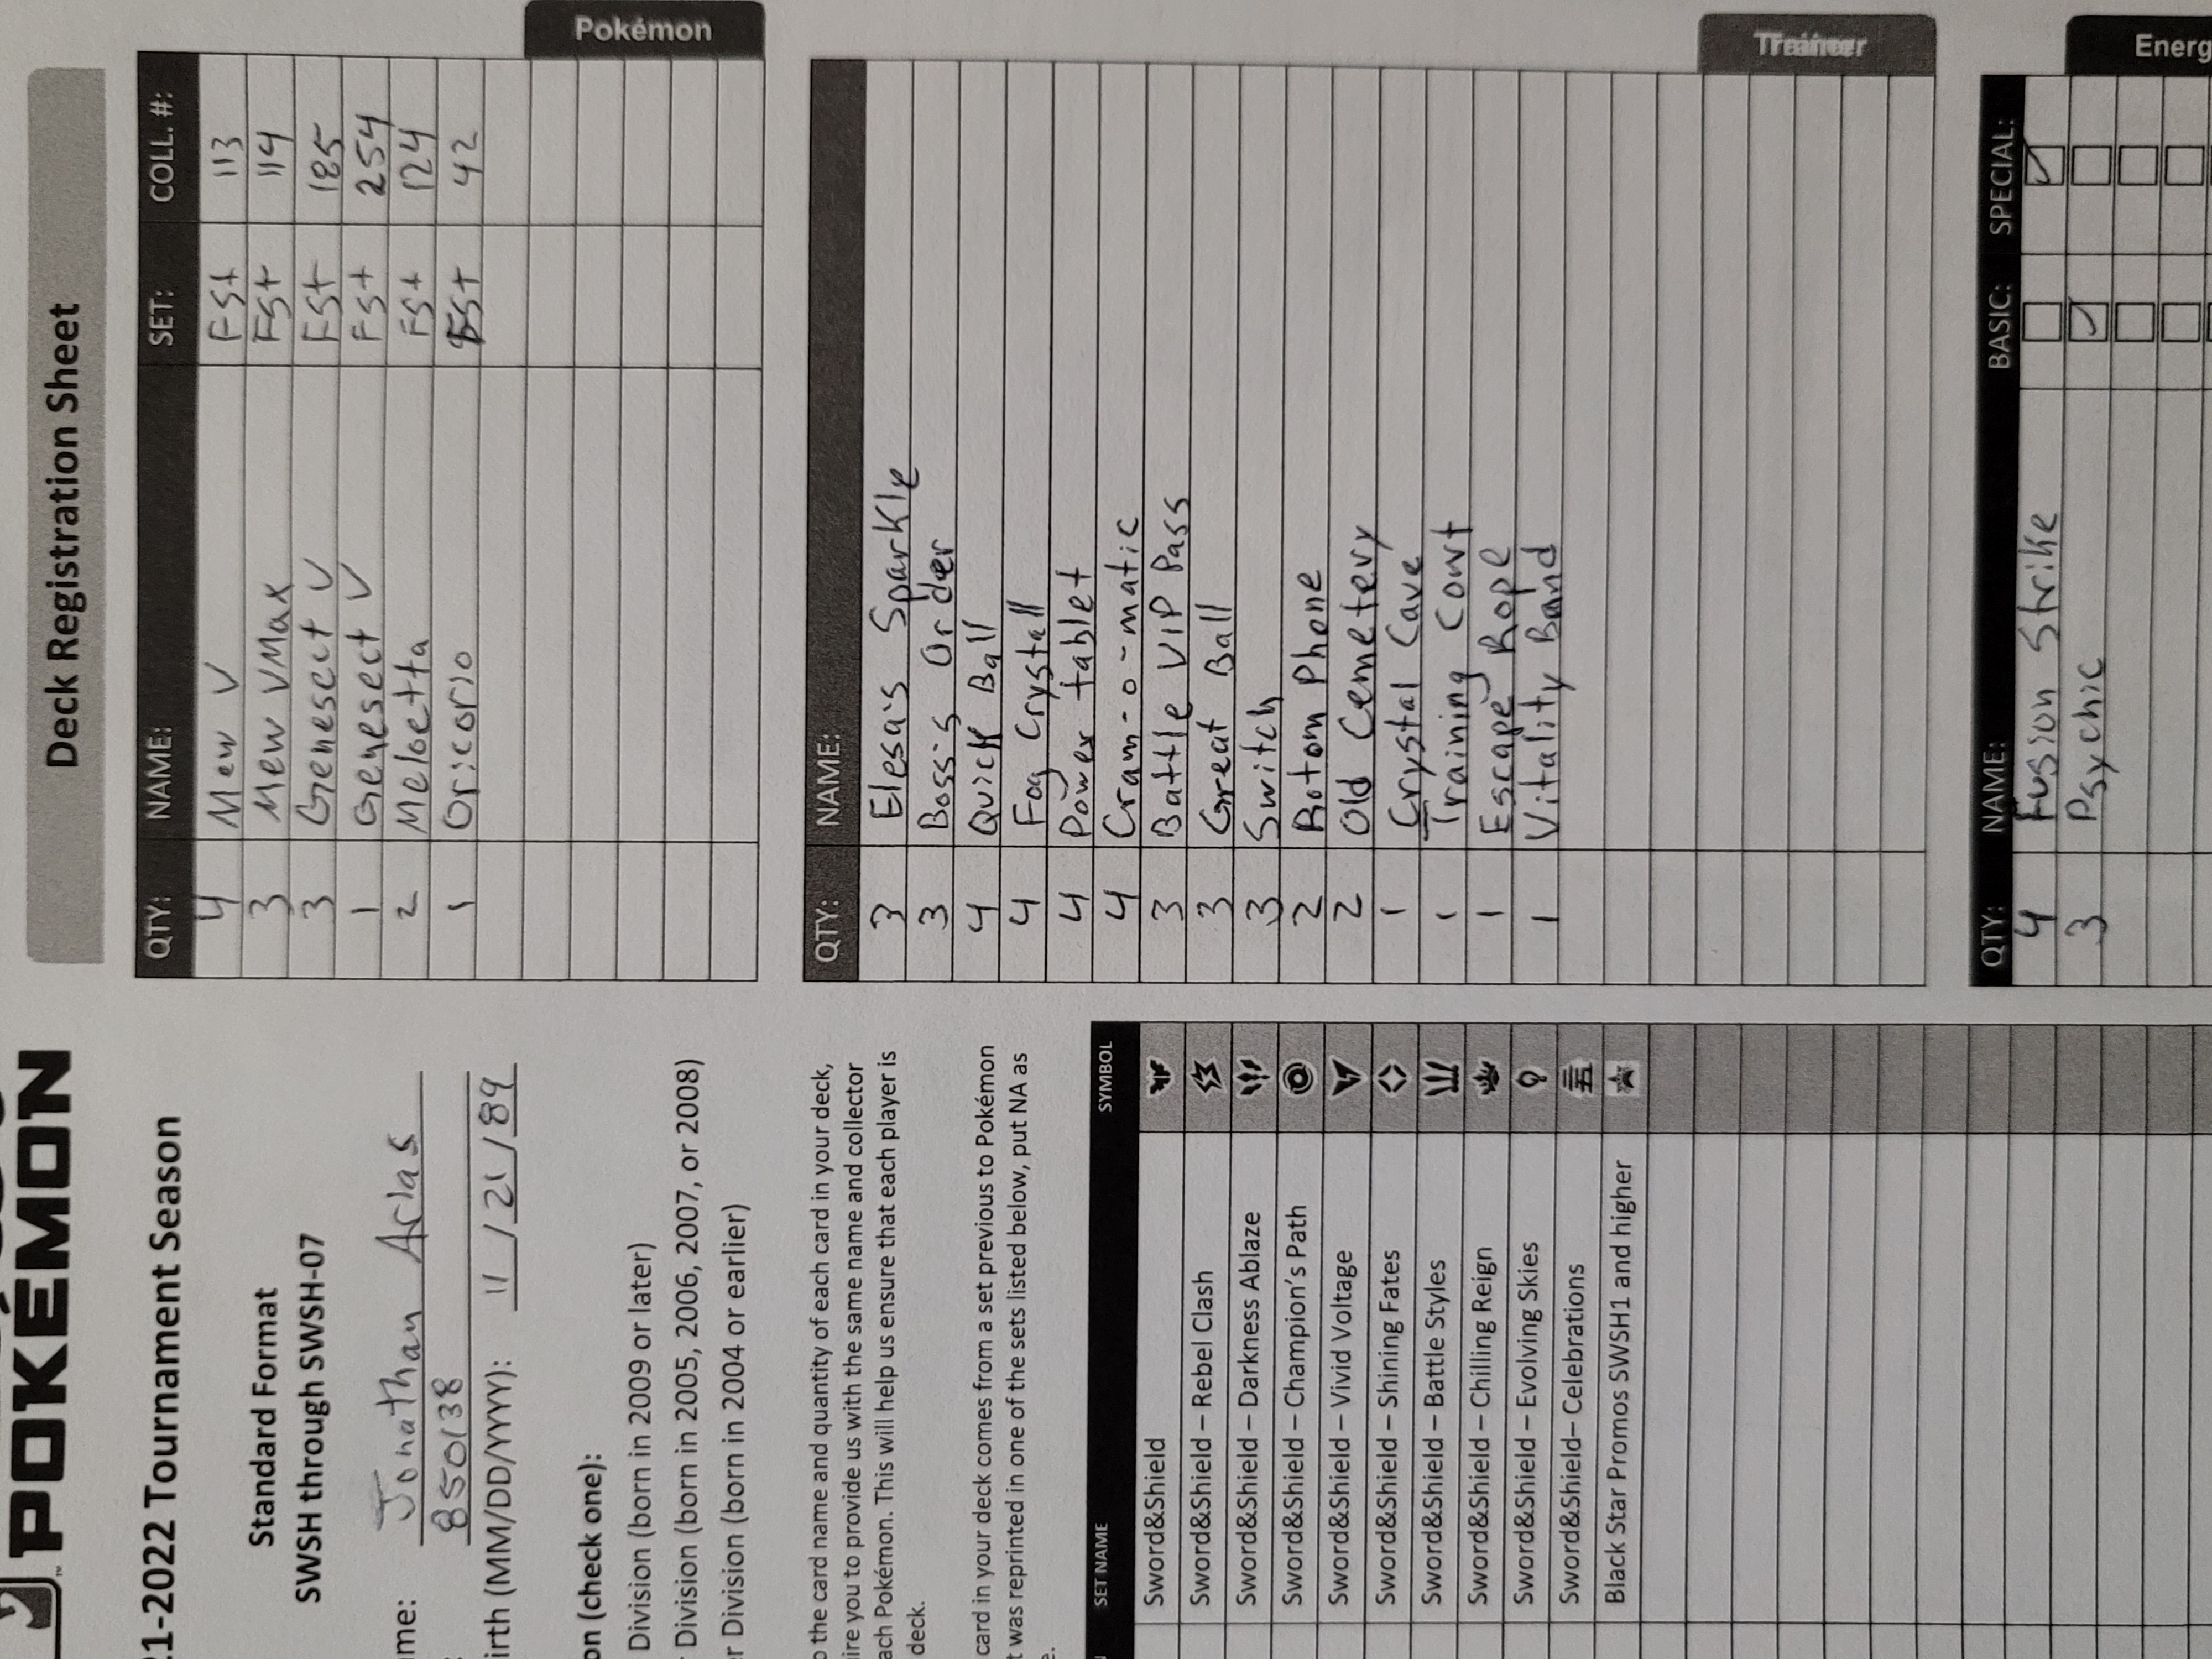 POKÉMON
Deck Registration Sheet
21-2022 Tournament Season
Standard Format
SWSH through SWSH-07
me: Jonathan Arias
: 850138
irth (MM/DD/YYYY): 11 / 21 / 89
on (check one):
Division (born in 2009 or later)
r Division (born in 2005, 2006, 2007, or 2008)
r Division (born in 2004 or earlier)
o the card name and quantity of each card in your deck,
ire you to provide us with the same name and collector
ach Pokémon. This will help us ensure that each player is
deck.
card in your deck comes from a set previous to Pokémon
t was reprinted in one of the sets listed below, put NA as
e.
SET NAME SYMBOL
Sword&Shield
Sword&Shield – Rebel Clash
Sword&Shield – Darkness Ablaze
Sword&Shield – Champion's Path
Sword&Shield – Vivid Voltage
Sword&Shield – Shining Fates
Sword&Shield – Battle Styles
Sword&Shield – Chilling Reign
Sword&Shield – Evolving Skies
Sword&Shield– Celebrations
Black Star Promos SWSH1 and higher
QTY: NAME: SET: COLL. #:
4 Mew V FSt 113
3 Mew VMax FSt 114
3 Genesect V FSt 185
1 Genesect V FSt 254
2 Meloetta FSt 124
1 Oricorio FSt 42
Pokémon
QTY: NAME:
3 Elesa's Sparkle
3 Boss's Order
4 Quick Ball
4 Fog Crystall
4 Power tablet
4 Cram-o-matic
3 Battle VIP Pass
3 Great Ball
3 Switch
2 Rotom Phone
2 Old Cemetery
1 Crystal Cave
1 Training Court
1 Escape Rope
1 Vitality Band
Trainer
QTY: NAME: BASIC: SPECIAL:
4 Fusion Strike
3 Psychic
Energ